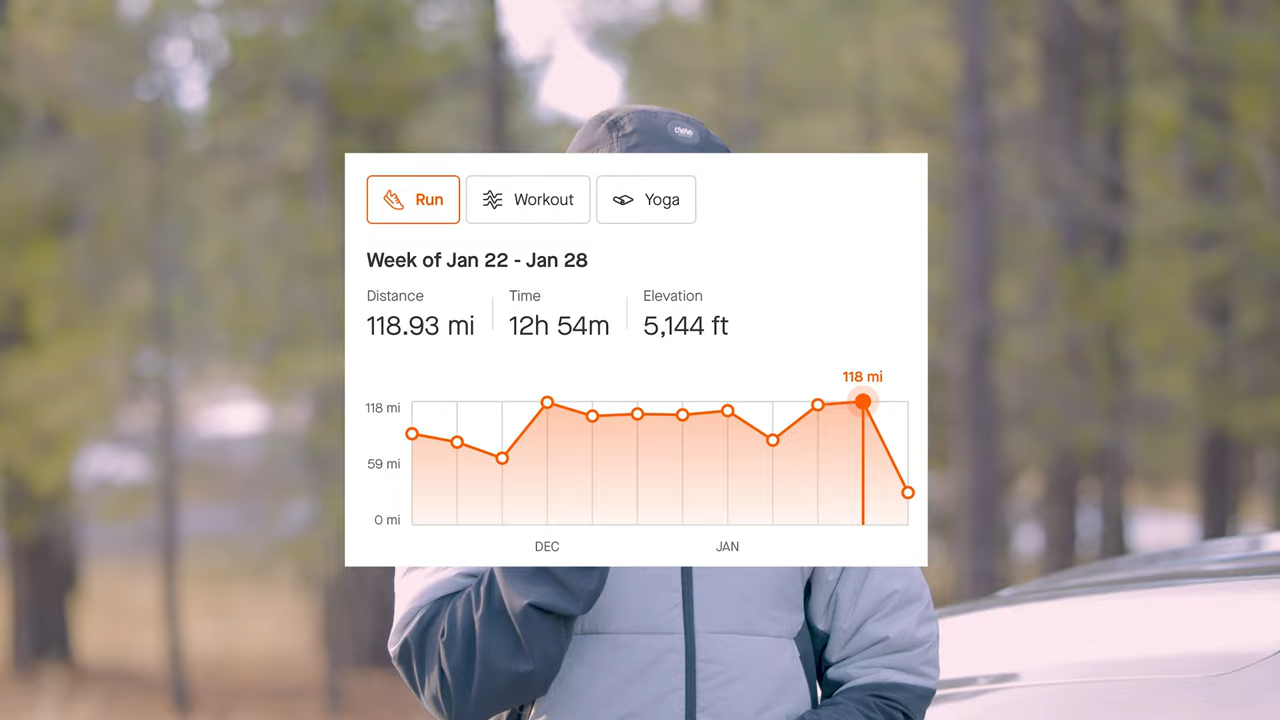 Run Workout Yoga
Week of Jan 22 - Jan 28
Distance Time Elevation
118.93 mi 12h 54m 5,144 ft
118 mi
118 mi
59 mi
0 mi
DEC JAN